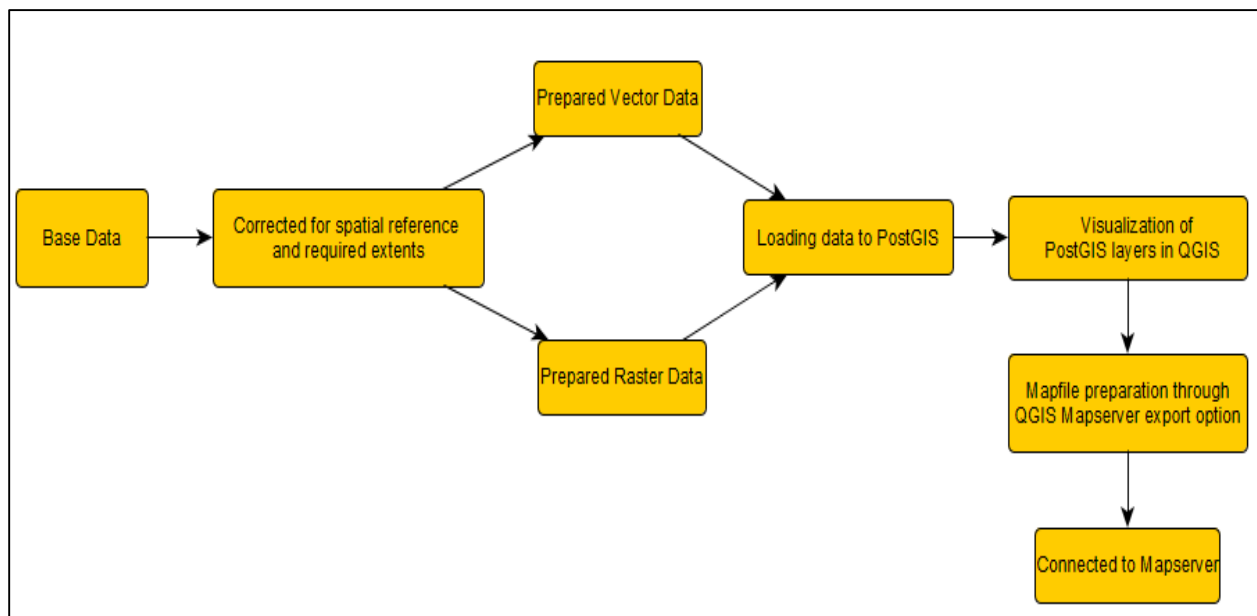 Prepared Vector Data
Base Data
Corrected for spatial reference
and required extents
Loading data to PostGIS
Visualization of
PostGIS layers in QGIS
Prepared Raster Data
Mapfile preparation through
QGIS Mapserver export option
Connected to Mapserver